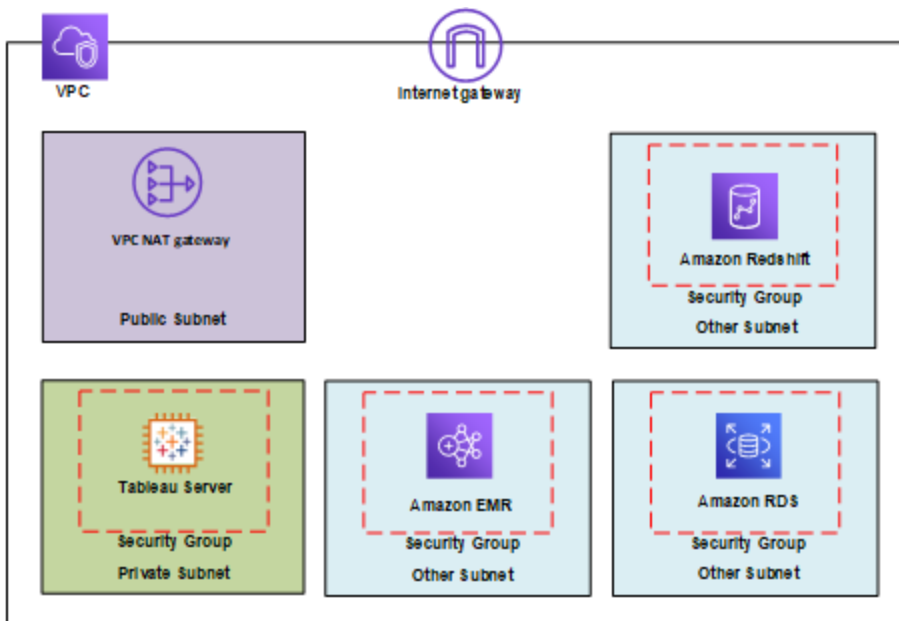 VPC
Internet gateway
VPC NAT gateway
Public Subnet
Amazon Redshift
Security Group
Other Subnet
Tableau Server
Security Group
Private Subnet
Amazon EMR
Security Group
Other Subnet
Amazon RDS
Security Group
Other Subnet